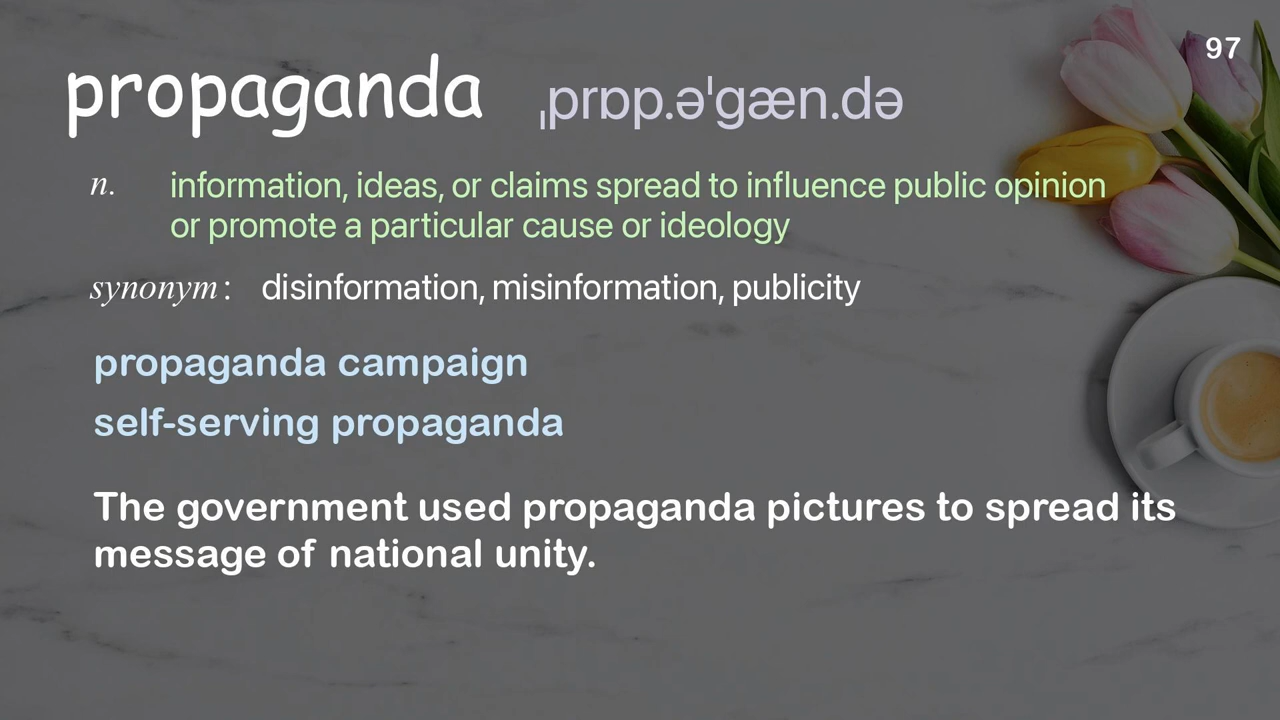 97
propaganda ˌprɒp.əˈgæn.də
n. information, ideas, or claims spread to influence public opinion
or promote a particular cause or ideology
synonym: disinformation, misinformation, publicity
propaganda campaign
self-serving propaganda
The government used propaganda pictures to spread its
message of national unity.